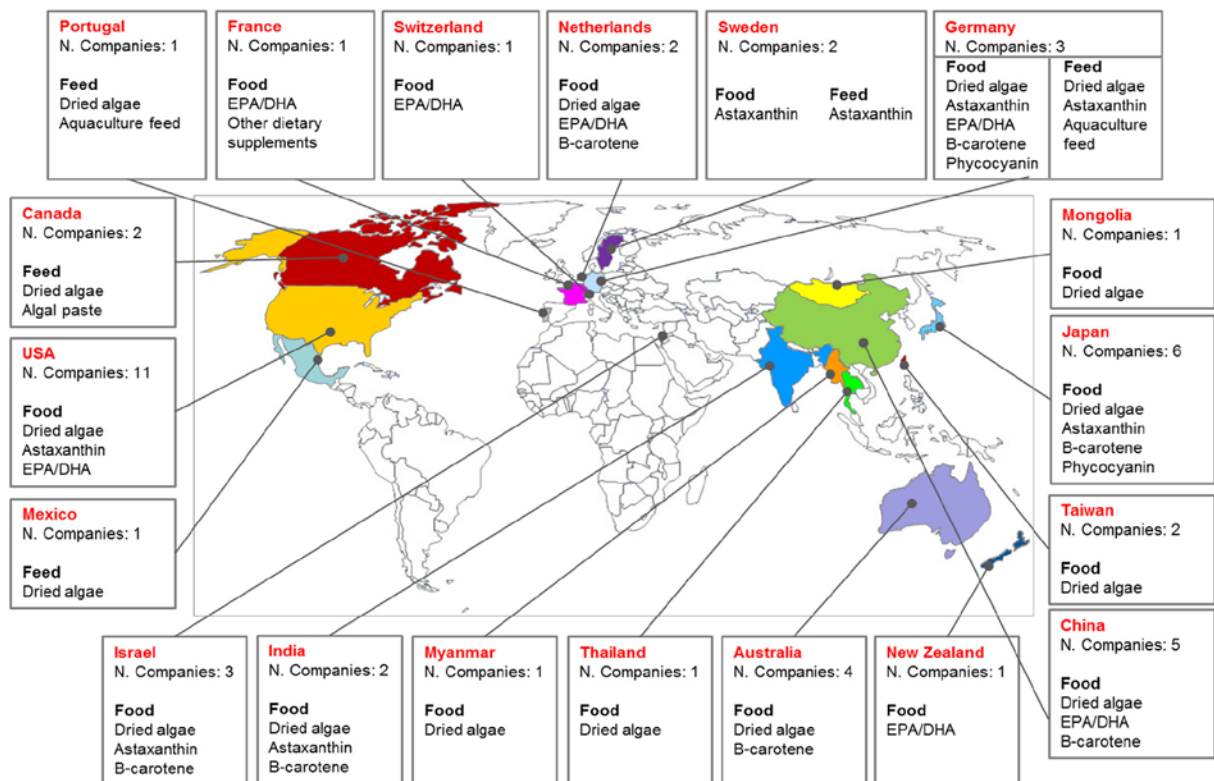 Portugal
N. Companies: 1
Feed
Dried algae
Aquaculture feed
France
N. Companies: 1
Food
EPA/DHA
Other dietary
supplements
Switzerland
N. Companies: 1
Food
EPA/DHA
Netherlands
N. Companies: 2
Food
Dried algae
EPA/DHA
B-carotene
Sweden
N. Companies: 2
Food
Astaxanthin
Feed
Astaxanthin
Germany
N. Companies: 3
Food
Dried algae
Astaxanthin
EPA/DHA
B-carotene
Phycocyanin
Feed
Dried algae
Astaxanthin
Aquaculture
feed
Canada
N. Companies: 2
Feed
Dried algae
Algal paste
USA
N. Companies: 11
Food
Dried algae
Astaxanthin
EPA/DHA
Mexico
N. Companies: 1
Feed
Dried algae
Mongolia
N. Companies: 1
Food
Dried algae
Japan
N. Companies: 6
Food
Dried algae
Astaxanthin
B-carotene
Phycocyanin
Taiwan
N. Companies: 2
Food
Dried algae
China
N. Companies: 5
Food
Dried algae
EPA/DHA
B-carotene
Israel
N. Companies: 3
Food
Dried algae
Astaxanthin
B-carotene
India
N. Companies: 2
Food
Dried algae
Astaxanthin
B-carotene
Myanmar
N. Companies: 1
Food
Dried algae
Thailand
N. Companies: 1
Food
Dried algae
Australia
N. Companies: 4
Food
Dried algae
B-carotene
New Zealand
N. Companies: 1
Food
EPA/DHA